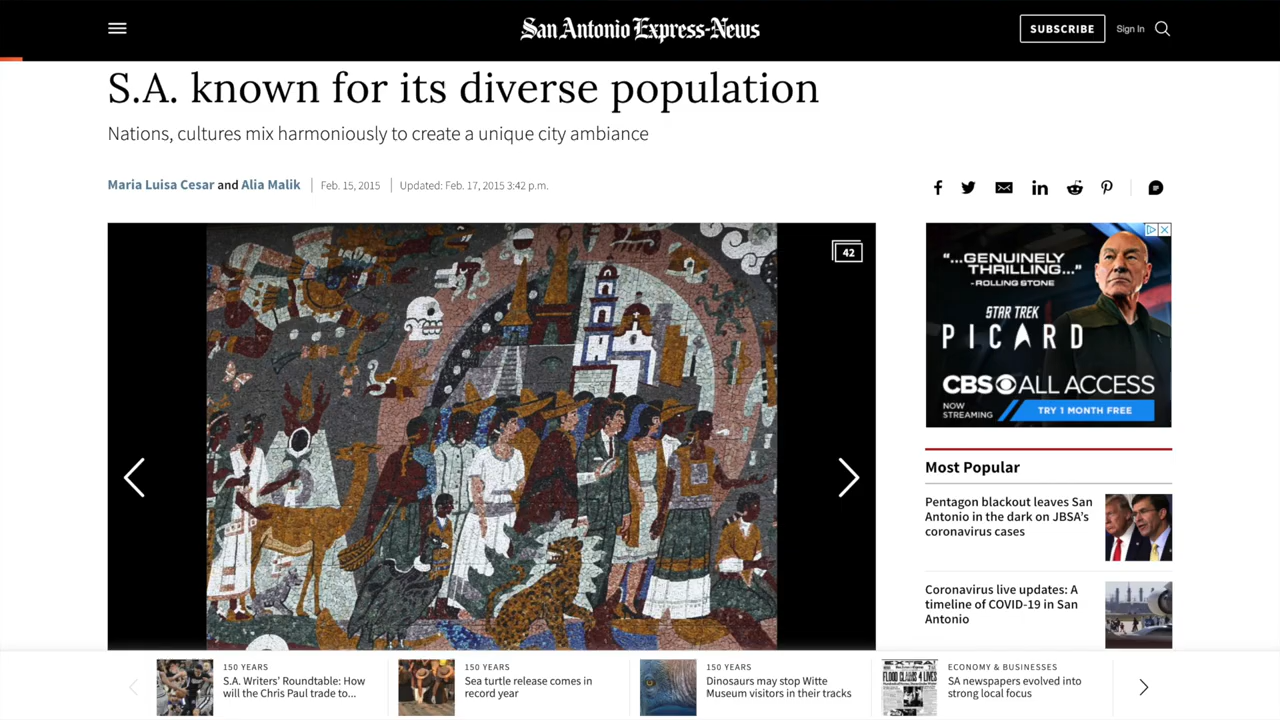 San Antonio Express-News
SUBSCRIBE
Sign In
S.A. known for its diverse population
Nations, cultures mix harmoniously to create a unique city ambiance
Maria Luisa Cesar and Alia Malik
Feb. 15, 2015
Updated: Feb. 17, 2015 3:42 p.m.
42
"...GENUINELY
THRILLING..."
-ROLLING STONE
STAR TREK
PICARD
CBS ALL ACCESS
NOW
STREAMING
TRY 1 MONTH FREE
Most Popular
Pentagon blackout leaves San
Antonio in the dark on JBSA's
coronavirus cases
Coronavirus live updates: A
timeline of COVID-19 in San
Antonio
150 YEARS
S.A. Writers' Roundtable: How
will the Chris Paul trade to...
150 YEARS
Sea turtle release comes in
record year
150 YEARS
Dinosaurs may stop Witte
Museum visitors in their tracks
EXTRA!
FLOOD CLAIMS 4 LIVES
ECONOMY & BUSINESSES
SA newspapers evolved into
strong local focus